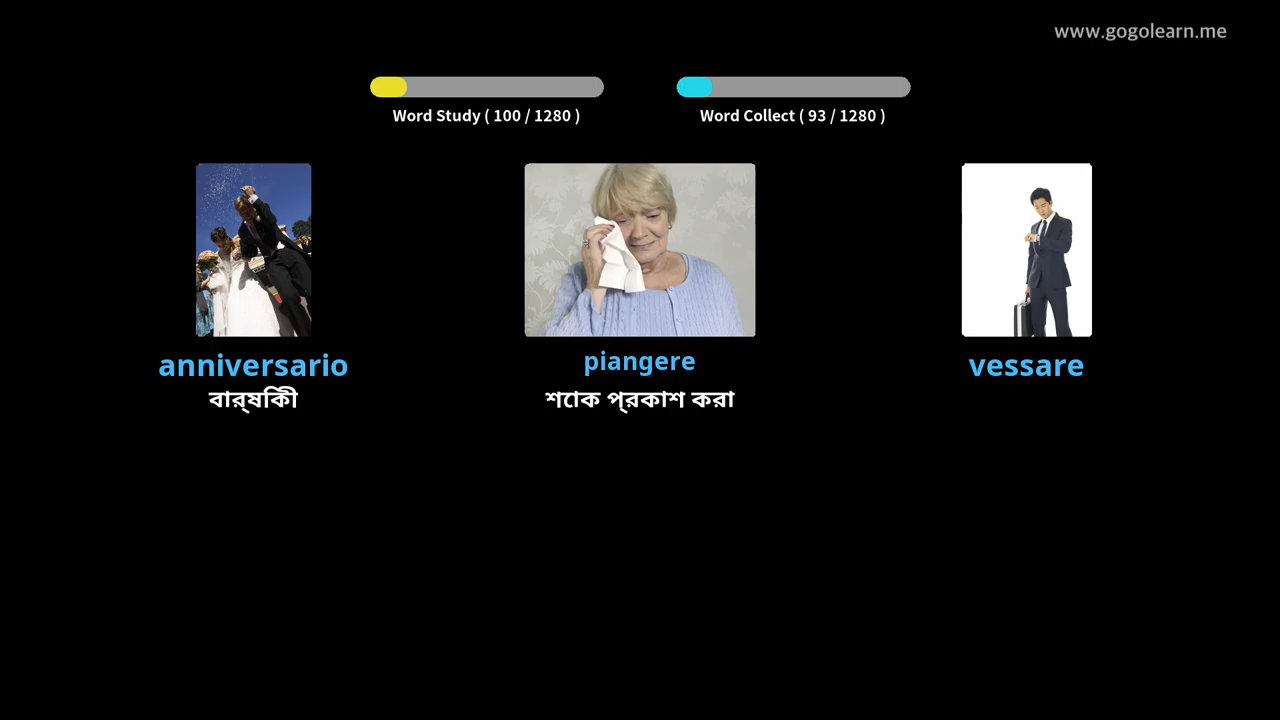 www.gogolearn.me
Word Study ( 100 / 1280 )
Word Collect ( 93 / 1280 )
anniversario
বার্ষিকী
piangere
শোক প্রকাশ করা
vessare